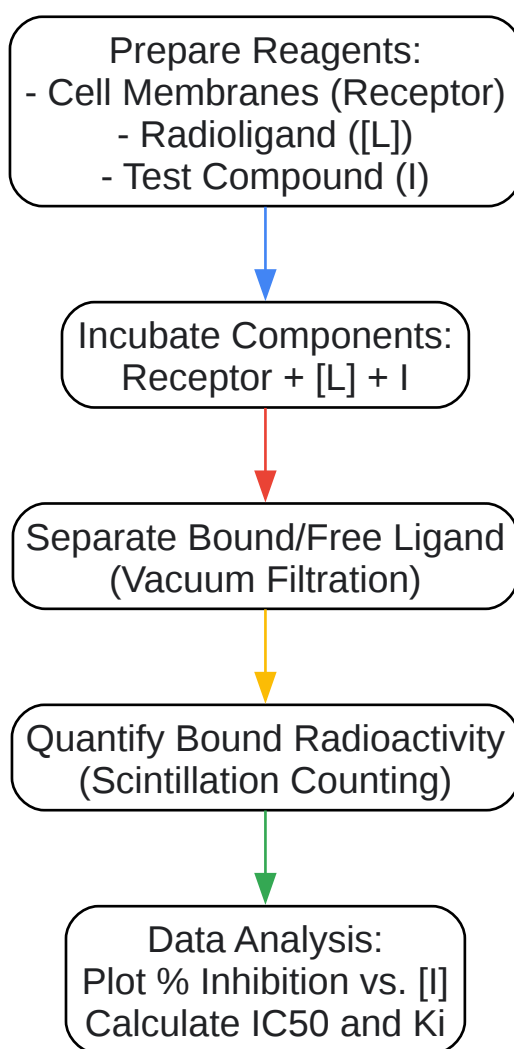 Prepare Reagents:
- Cell Membranes (Receptor)
- Radioligand ([L])
- Test Compound (I)
Incubate Components:
Receptor + [L] + I
Separate Bound/Free Ligand
(Vacuum Filtration)
Quantify Bound Radioactivity
(Scintillation Counting)
Data Analysis:
Plot % Inhibition vs. [I]
Calculate IC50 and Ki